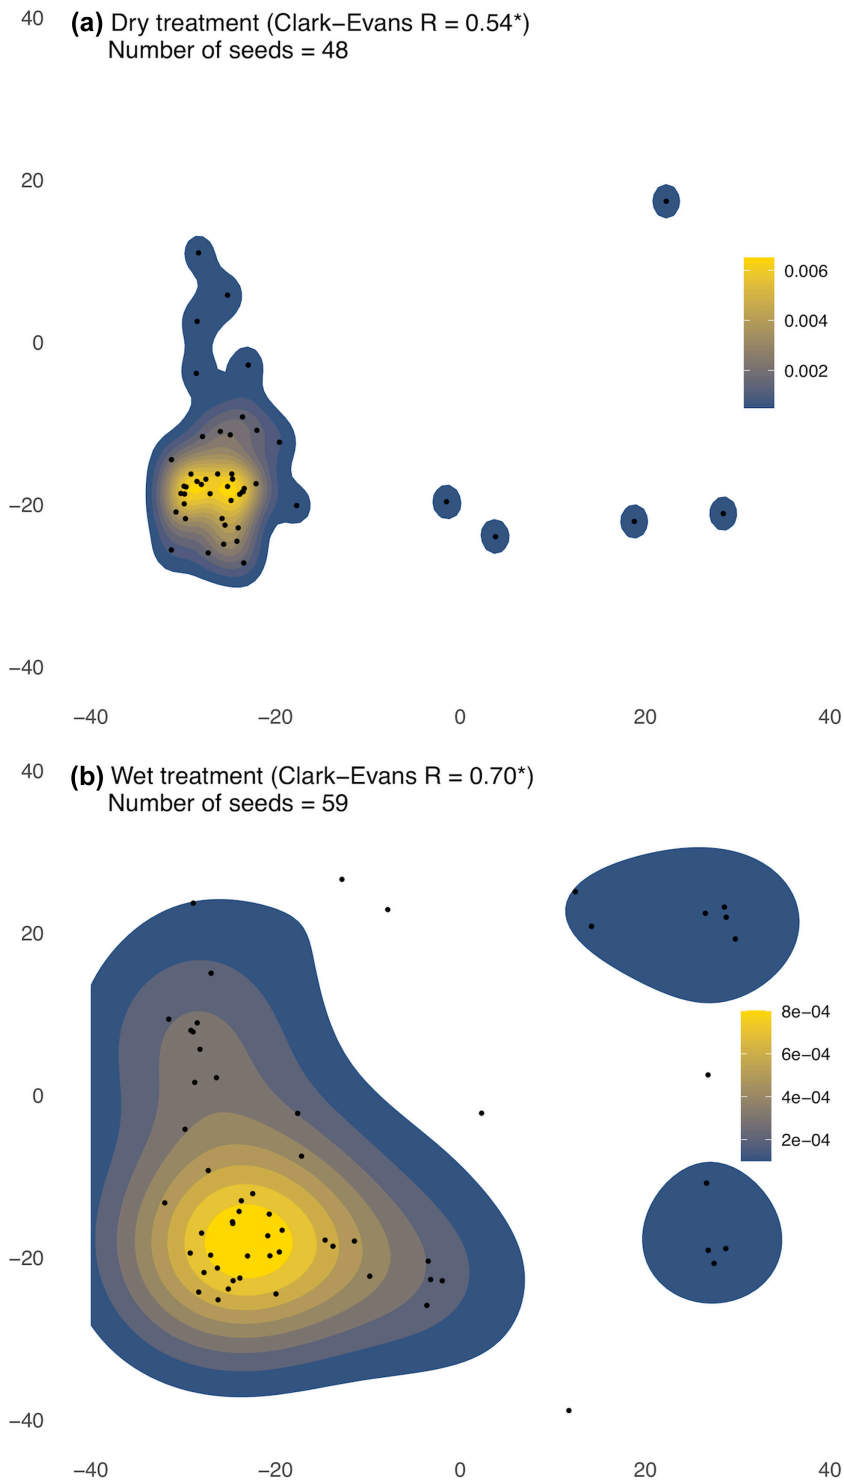 40
(a) Dry treatment (Clark−Evans R = 0.54*)
Number of seeds = 48
20
0.006
0
0.004
0.002
−20
−40
−40 −20 0 20 40
40
(b) Wet treatment (Clark−Evans R = 0.70*)
Number of seeds = 59
20
8e−04
6e−04
0
4e−04
2e−04
−20
−40
−40 −20 0 20 40